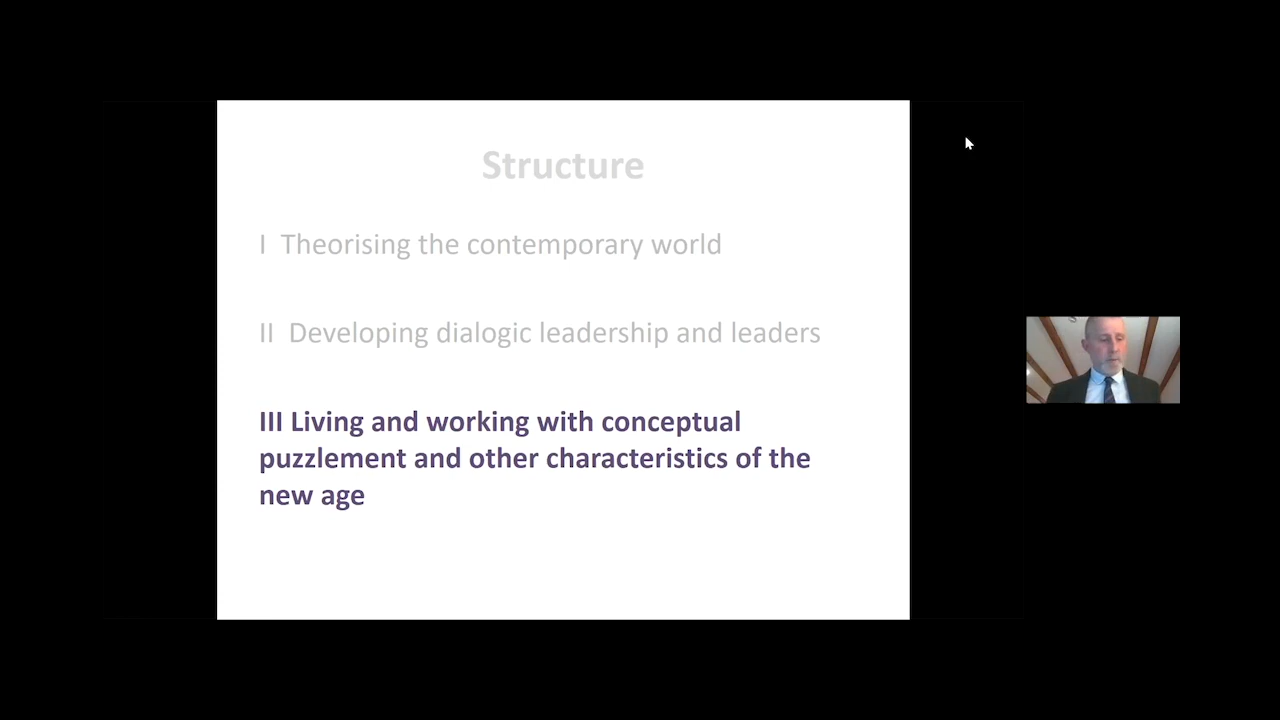 Structure
I Theorising the contemporary world
II Developing dialogic leadership and leaders
III Living and working with conceptual
puzzlement and other characteristics of the
new age